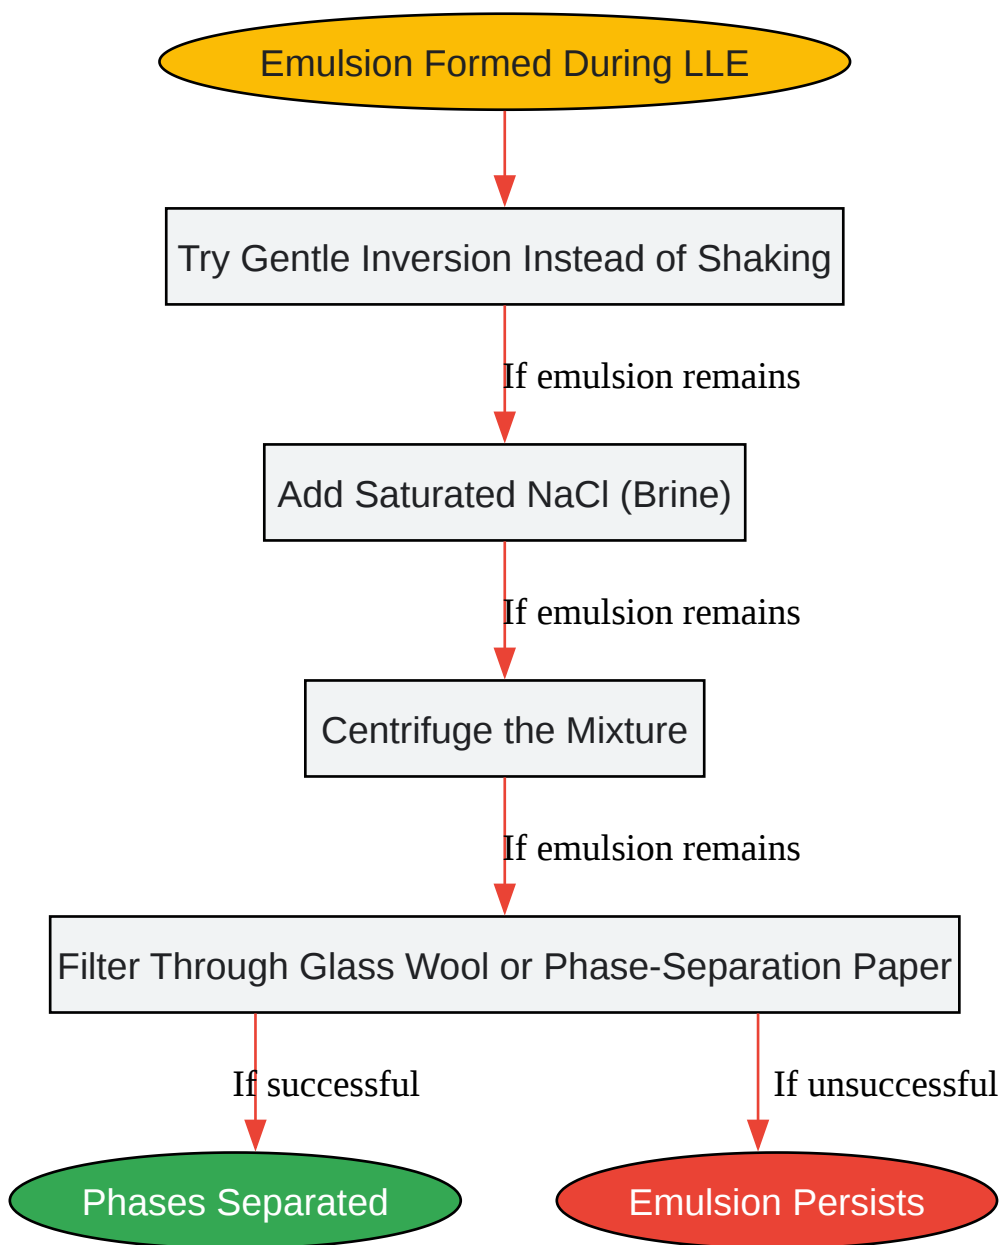 Emulsion Formed During LLE
Try Gentle Inversion Instead of Shaking
If emulsion remains
Add Saturated NaCl (Brine)
If emulsion remains
Centrifuge the Mixture
If emulsion remains
Filter Through Glass Wool or Phase-Separation Paper
If successful
If unsuccessful
Phases Separated
Emulsion Persists